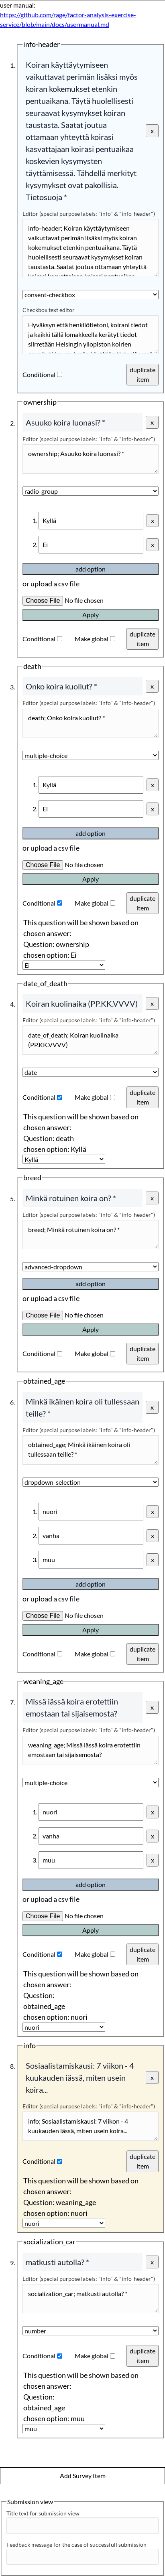 user manual:
https://github.com/rage/factor-analysis-exercise-
service/blob/main/docs/usermanual.md
info-header
1.
Koiran käyttäytymiseen
vaikuttavat perimän lisäksi myös
koiran kokemukset etenkin
pentuaikana. Täytä huolellisesti
seuraavat kysymykset koiran
taustasta. Saatat joutua
ottamaan yhteyttä koirasi
kasvattajaan koirasi pentuaikaa
koskevien kysymysten
täyttämisessä. Tähdellä merkityt
kysymykset ovat pakollisia.
Tietosuoja *
x
Editor (special purpose labels: "info" & "info-header")
info-header; Koiran käyttäytymiseen
vaikuttavat perimän lisäksi myös koiran
kokemukset etenkin pentuaikana. Täytä
huolellisesti seuraavat kysymykset koiran
taustasta. Saatat joutua ottamaan yhteyttä
consent-checkbox
Checkbox text editor
Hyväksyn että henkilötietoni, koirani tiedot
ja kaikki tällä lomakkeella kerätyt tiedot
siirretään Helsingin yliopiston koirien
Conditional
duplicate
item
ownership
2.
Asuuko koira luonasi? *
x
Editor (special purpose labels: "info" & "info-header")
ownership; Asuuko koira luonasi? *
radio-group
1. Kyllä x
2. Ei x
add option
or upload a csv file
Choose File No file chosen
Apply
Conditional Make global
duplicate
item
death
3.
Onko koira kuollut? *
x
Editor (special purpose labels: "info" & "info-header")
death; Onko koira kuollut? *
multiple-choice
1. Kyllä x
2. Ei x
add option
or upload a csv file
Choose File No file chosen
Apply
Conditional Make global
duplicate
item
This question will be shown based on
chosen answer:
Question: ownership
chosen option: Ei
Ei
date_of_death
4.
Koiran kuolinaika (PP.KK.VVVV)
x
Editor (special purpose labels: "info" & "info-header")
date_of_death; Koiran kuolinaika
(PP.KK.VVVV)
date
Conditional Make global
duplicate
item
This question will be shown based on
chosen answer:
Question: death
chosen option: Kyllä
Kyllä
breed
5.
Minkä rotuinen koira on? *
x
Editor (special purpose labels: "info" & "info-header")
breed; Minkä rotuinen koira on? *
advanced-dropdown
add option
or upload a csv file
Choose File No file chosen
Apply
Conditional Make global
duplicate
item
obtained_age
6.
Minkä ikäinen koira oli tullessaan
teille? *
x
Editor (special purpose labels: "info" & "info-header")
obtained_age; Minkä ikäinen koira oli
tullessaan teille? *
dropdown-selection
1. nuori x
2. vanha x
3. muu x
add option
or upload a csv file
Choose File No file chosen
Apply
Conditional Make global
duplicate
item
weaning_age
7.
Missä iässä koira erotettiin
emostaan tai sijaisemosta?
x
Editor (special purpose labels: "info" & "info-header")
weaning_age; Missä iässä koira erotettiin
emostaan tai sijaisemosta?
multiple-choice
1. nuori x
2. vanha x
3. muu x
add option
or upload a csv file
Choose File No file chosen
Apply
Conditional Make global
duplicate
item
This question will be shown based on
chosen answer:
Question:
obtained_age
chosen option: nuori
nuori
info
8.
Sosiaalistamiskausi: 7 viikon - 4
kuukauden iässä, miten usein
koira...
x
Editor (special purpose labels: "info" & "info-header")
info; Sosiaalistamiskausi: 7 viikon - 4
kuukauden iässä, miten usein koira...
Conditional
duplicate
item
This question will be shown based on
chosen answer:
Question: weaning_age
chosen option: nuori
nuori
socialization_car
9.
matkusti autolla? *
x
Editor (special purpose labels: "info" & "info-header")
socialization_car; matkusti autolla? *
number
Conditional Make global
duplicate
item
This question will be shown based on
chosen answer:
Question:
obtained_age
chosen option: muu
muu
Add Survey Item
Submission view
Title text for submission view
Feedback message for the case of successfull submission